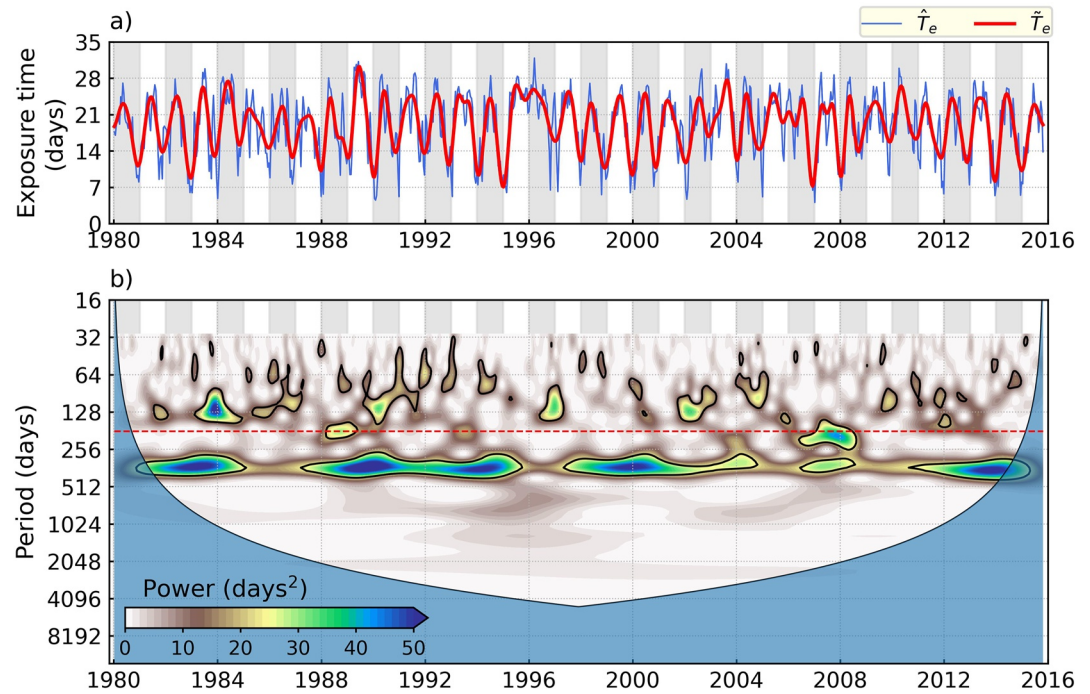 a)
T̂e T̃e
Exposure time
(days)
35
28
21
14
7
0
1980 1984 1988 1992 1996 2000 2004 2008 2012 2016
b)
Period (days)
16
32
64
128
256
512
1024
2048
4096
8192
Power (days²)
0 10 20 30 40 50
1980 1984 1988 1992 1996 2000 2004 2008 2012 2016